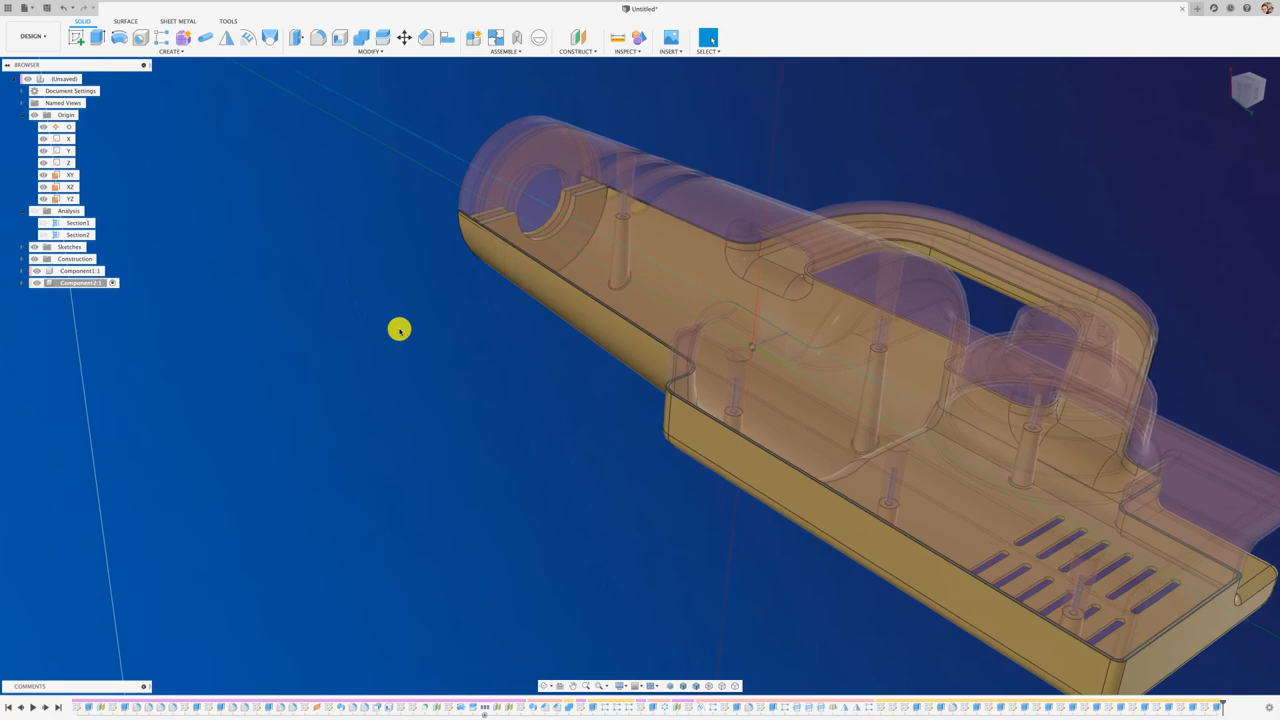 Untitled*
DESIGN
SOLID SURFACE SHEET METAL TOOLS
CREATE MODIFY ASSEMBLE CONSTRUCT INSPECT INSERT SELECT
BROWSER
(Unsaved)
Document Settings
Named Views
Origin
O
X
Y
Z
XY
XZ
YZ
Analysis
Section1
Section2
Sketches
Construction
Component1:1
Component2:1
COMMENTS